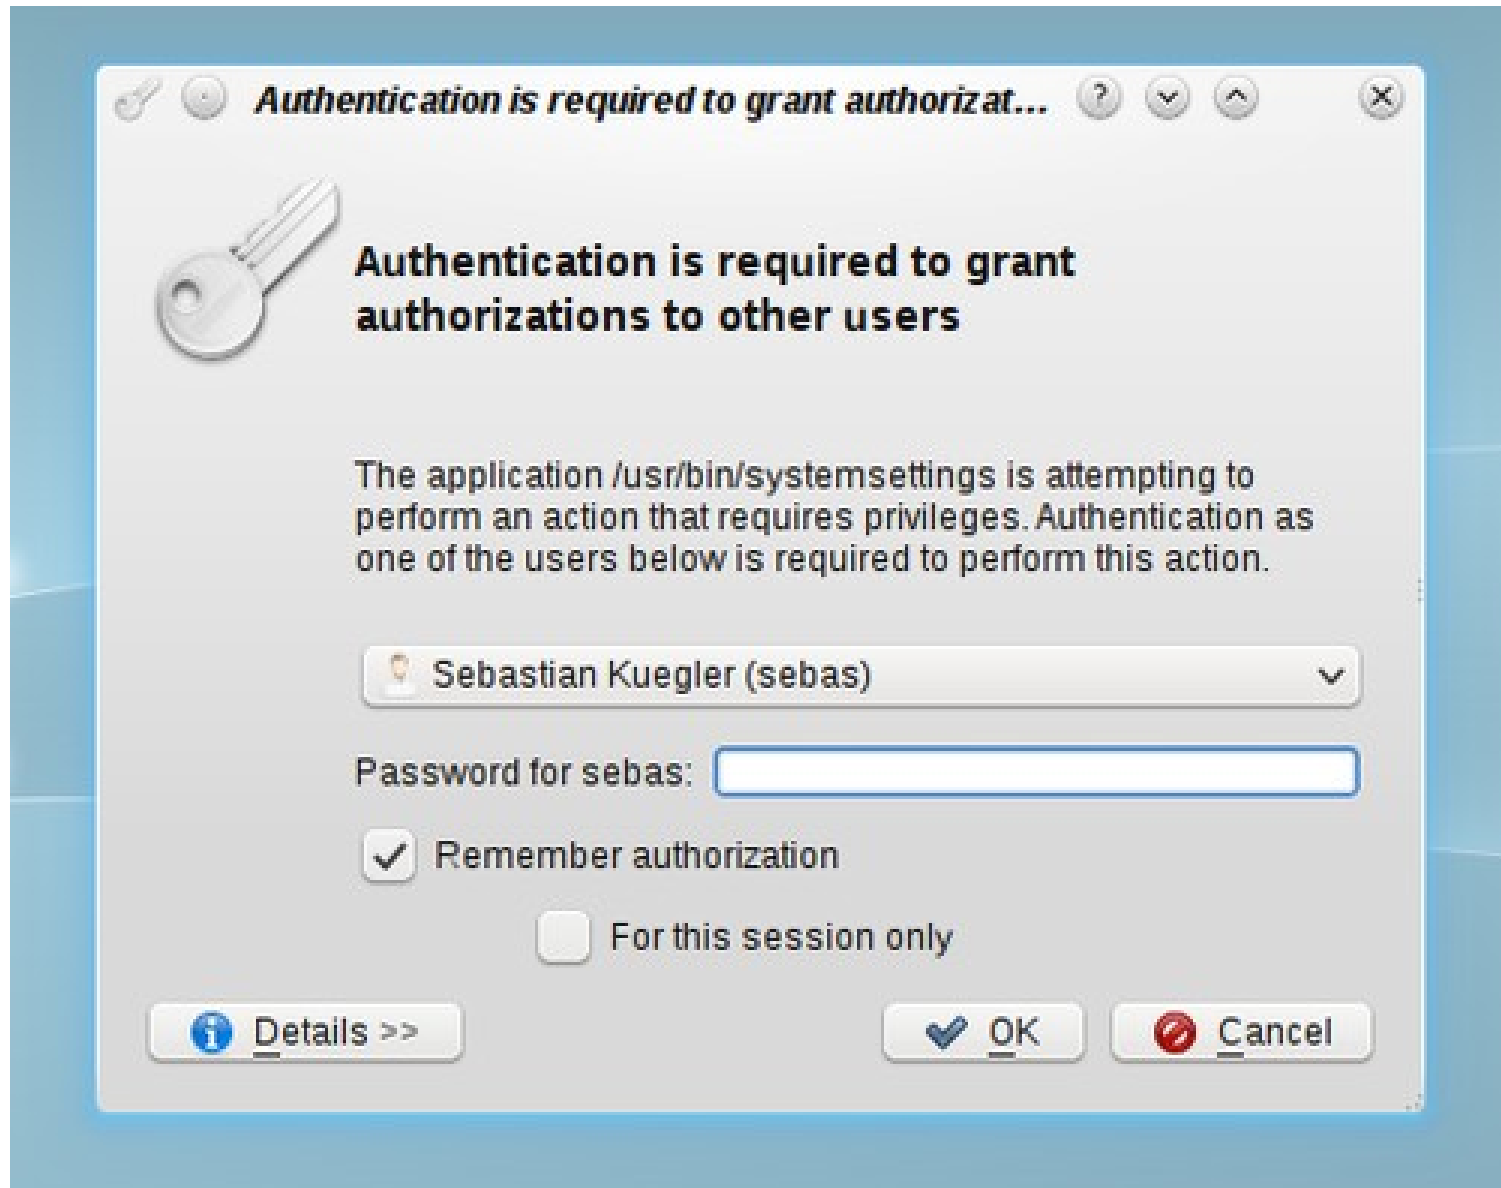 Authentication is required to grant authorizat...
Authentication is required to grant
authorizations to other users
The application /usr/bin/systemsettings is attempting to
perform an action that requires privileges. Authentication as
one of the users below is required to perform this action.
Sebastian Kuegler (sebas)
Password for sebas:
Remember authorization
For this session only
Details >>
OK
Cancel